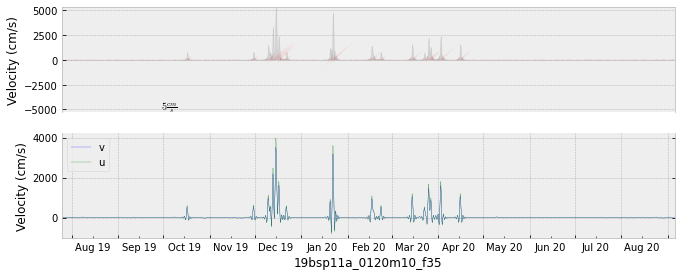 Velocity (cm/s)
5000
2500
0
−2500
−5000
5 cm/s
Velocity (cm/s)
4000
2000
0
v
u
Aug 19 Sep 19 Oct 19 Nov 19 Dec 19 Jan 20 Feb 20 Mar 20 Apr 20 May 20 Jun 20 Jul 20 Aug 20
19bsp11a_0120m10_f35